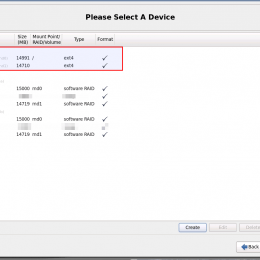 Please Select A Device
Size (MB) Mount Point/ RAID/Volume Type Format
14991 / ext4
14710 ext4
15000 md0 software RAID
14719 md1 software RAID
15000 md0 software RAID
14719 md1 software RAID
Create Edit Delete
Back